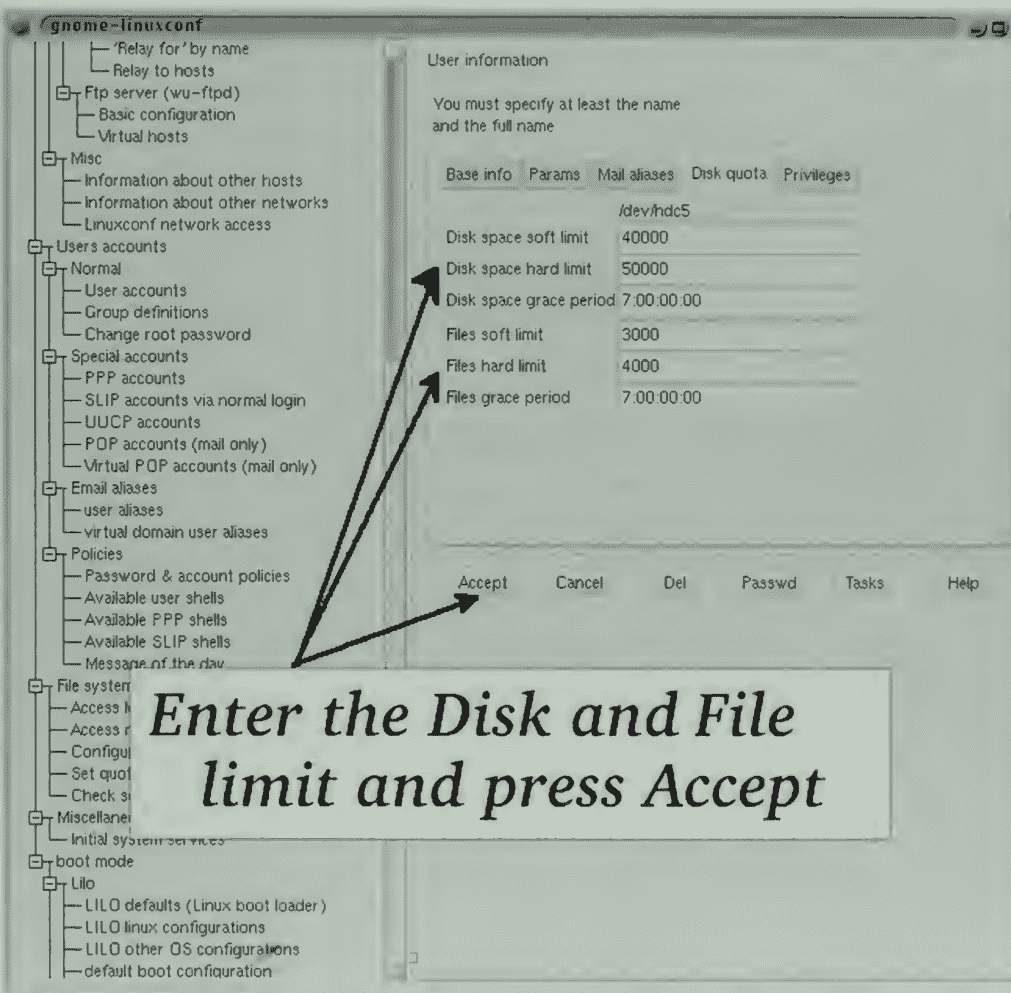 gnome-linuxconf
'Relay for' by name
Relay to hosts
Ftp server (wu-ftpd)
Basic configuration
Virtual hosts
Misc
Information about other hosts
Information about other networks
Linuxconf network access
Users accounts
Normal
User accounts
Group definitions
Change root password
Special accounts
PPP accounts
SLIP accounts via normal login
UUCP accounts
POP accounts (mail only)
Virtual POP accounts (mail only)
Email aliases
user aliases
virtual domain user aliases
Policies
Password & account policies
Available user shells
Available PPP shells
Available SLIP shells
Message of the day
File system
Access
Access
Set
Check
Initial system services
boot mode
Lilo
LILO defaults (Linux boot loader)
LILO linux configurations
LILO other OS configurations
default boot configuration
User information
You must specify at least the name
and the full name
Base info Params Mail aliases Disk quota Privileges
/dev/hdc5
Disk space soft limit 40000
Disk space hard limit 50000
Disk space grace period 7:00:00:00
Files soft limit 3000
Files hard limit 4000
Files grace period 7:00:00:00
Accept Cancel Del Passwd Tasks Help
Enter the Disk and File
limit and press Accept